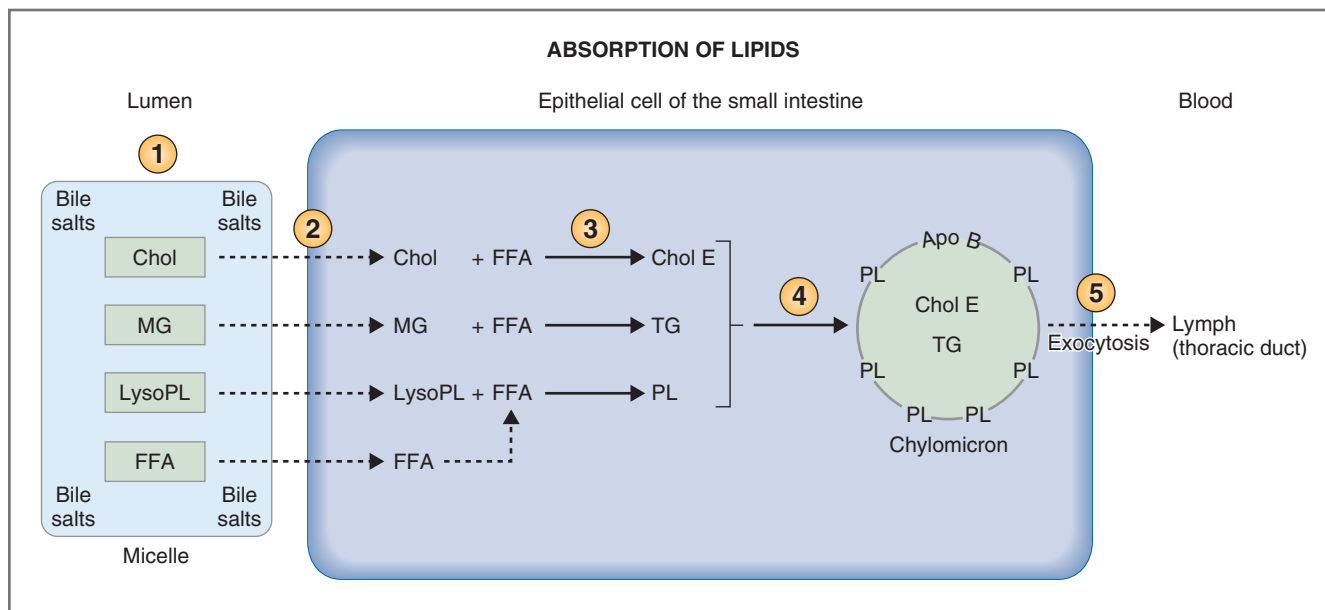 ABSORPTION OF LIPIDS
Lumen
Epithelial cell of the small intestine
Blood
1
Bile
salts
Bile
salts
2
3
Chol
Chol + FFA
Chol E
MG
MG + FFA
TG
LysoPL
LysoPL + FFA
PL
FFA
FFA
Bile
salts
Bile
salts
Micelle
4
Apo B
PL
PL
Chol E
TG
PL
PL
PL
PL
Chylomicron
5
Exocytosis
Lymph
(thoracic duct)